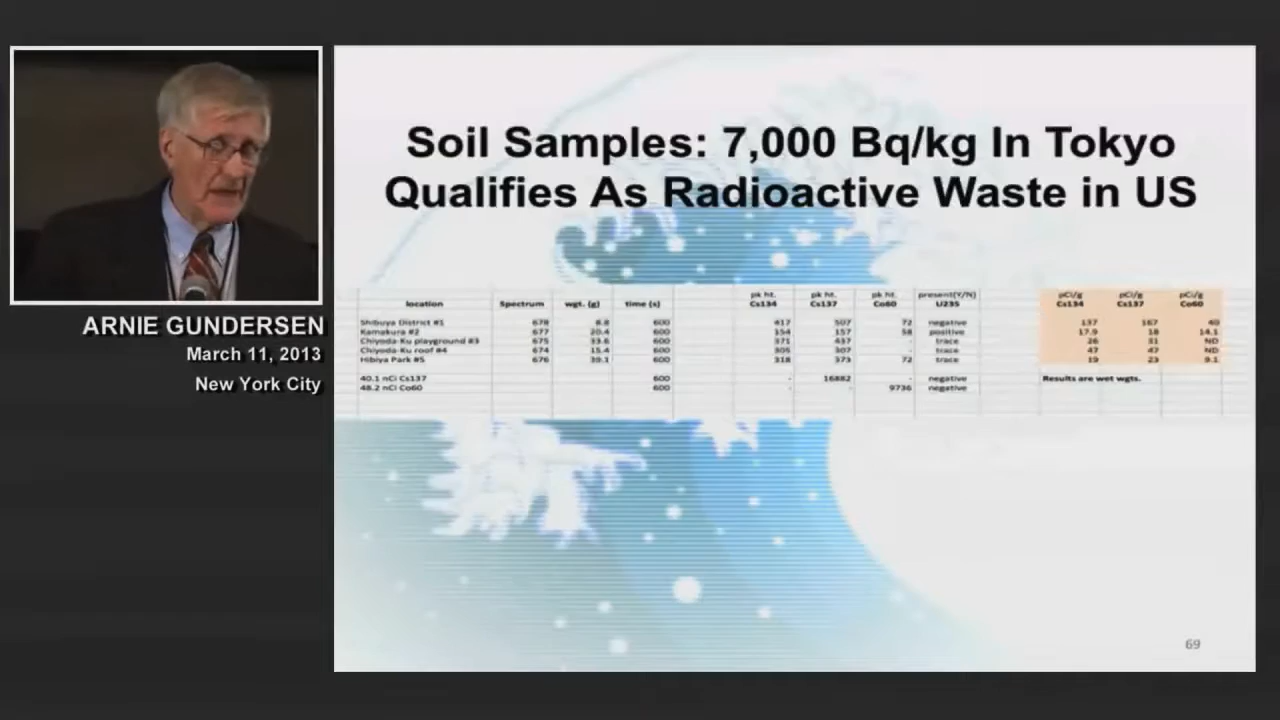 ARNIE GUNDERSEN
March 11, 2013
New York City
Soil Samples: 7,000 Bq/kg In Tokyo
Qualifies As Radioactive Waste in US
pk ht. pk ht. pk ht. present(Y/N) pCi/g pCi/g pCi/g
location Spectrum wgt. (g) time (s) Cs134 Cs137 Co60 U235 Cs134 Cs137 Co60
Shibuya District #1 678 8.8 600 417 507 72 negative 137 167 40
Kamakura #2 677 20.4 600 154 157 58 positive 17.9 18 14.1
Chiyoda-Ku playground #3 675 33.6 600 371 437 - trace 26 31 ND
Chiyoda-Ku roof #4 674 15.4 600 305 307 - trace 47 47 ND
Hibiya Park #5 676 39.1 600 318 373 72 trace 19 23 9.1
40.1 nCi Cs137 600 - 16882 - negative Results are wet wgts.
48.2 nCi Co60 600 - - 9736 negative
69